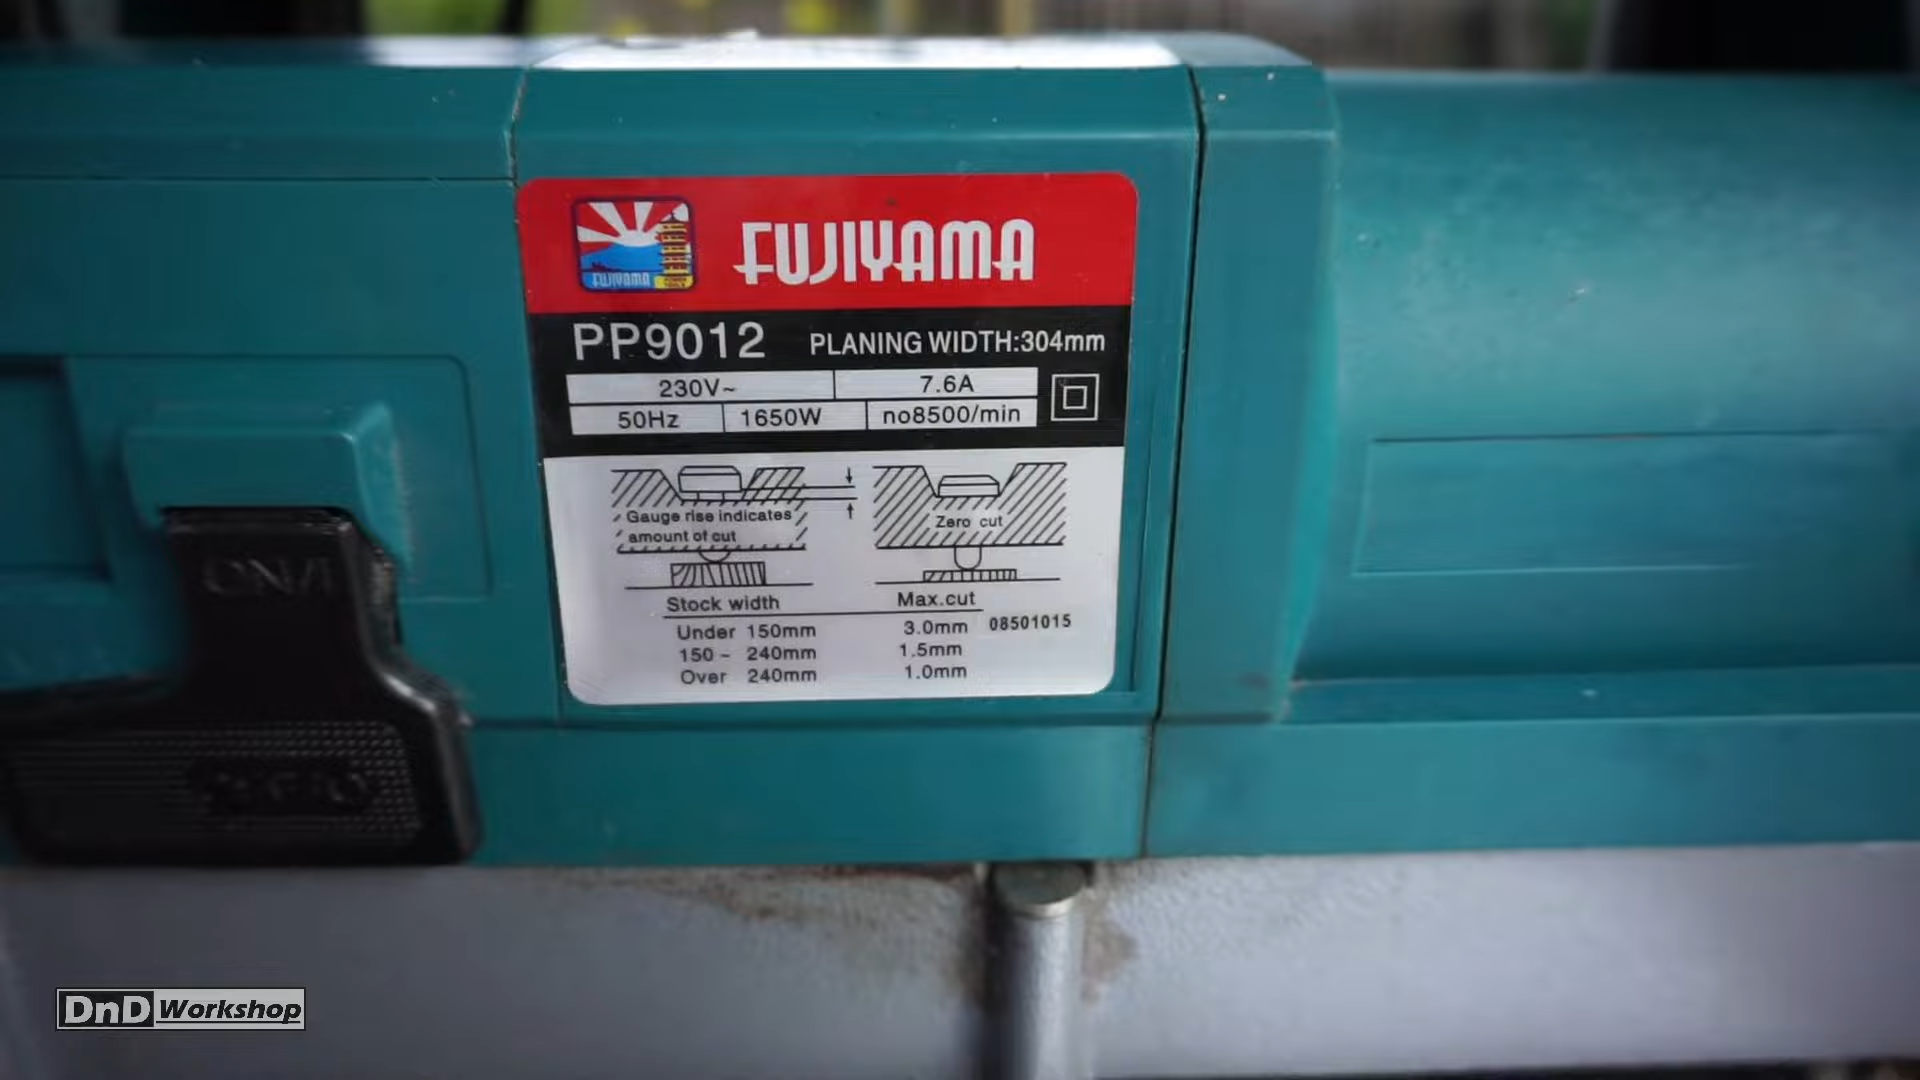 FUJIYAMA
FUJIYAMA
PP9012 PLANING WIDTH:304mm
230V~ 7.6A
50Hz 1650W no8500/min
Gauge rise indicates
amount of cut
Zero cut
Stock width Max.cut
Under 150mm 3.0mm 08501015
150 ~ 240mm 1.5mm
Over 240mm 1.0mm
DnD Workshop